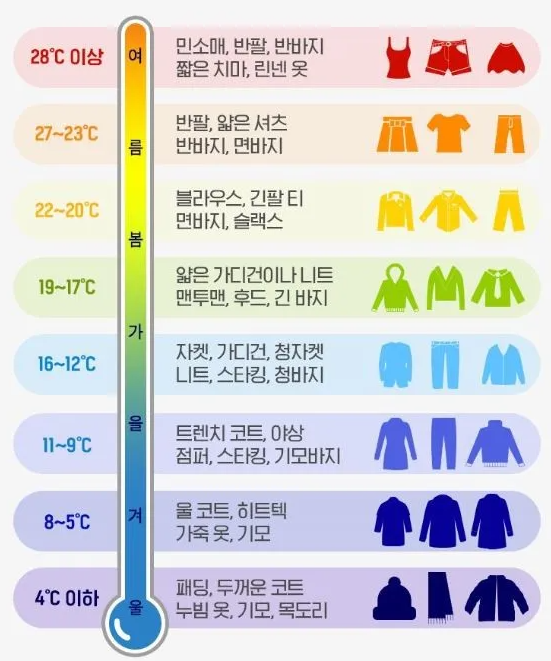 28℃ 이상
여
민소매, 반팔, 반바지
짧은 치마, 린넨 옷
27~23℃
름
반팔, 얇은 셔츠
반바지, 면바지
22~20℃
봄
블라우스, 긴팔 티
면바지, 슬랙스
19~17℃
가
얇은 가디건이나 니트
맨투맨, 후드, 긴 바지
16~12℃
을
자켓, 가디건, 청자켓
니트, 스타킹, 청바지
11~9℃
트렌치 코트, 야상
점퍼, 스타킹, 기모바지
8~5℃
겨
울 코트, 히트텍
가죽 옷, 기모
4℃ 이하
울
패딩, 두꺼운 코트
누빔 옷, 기모, 목도리